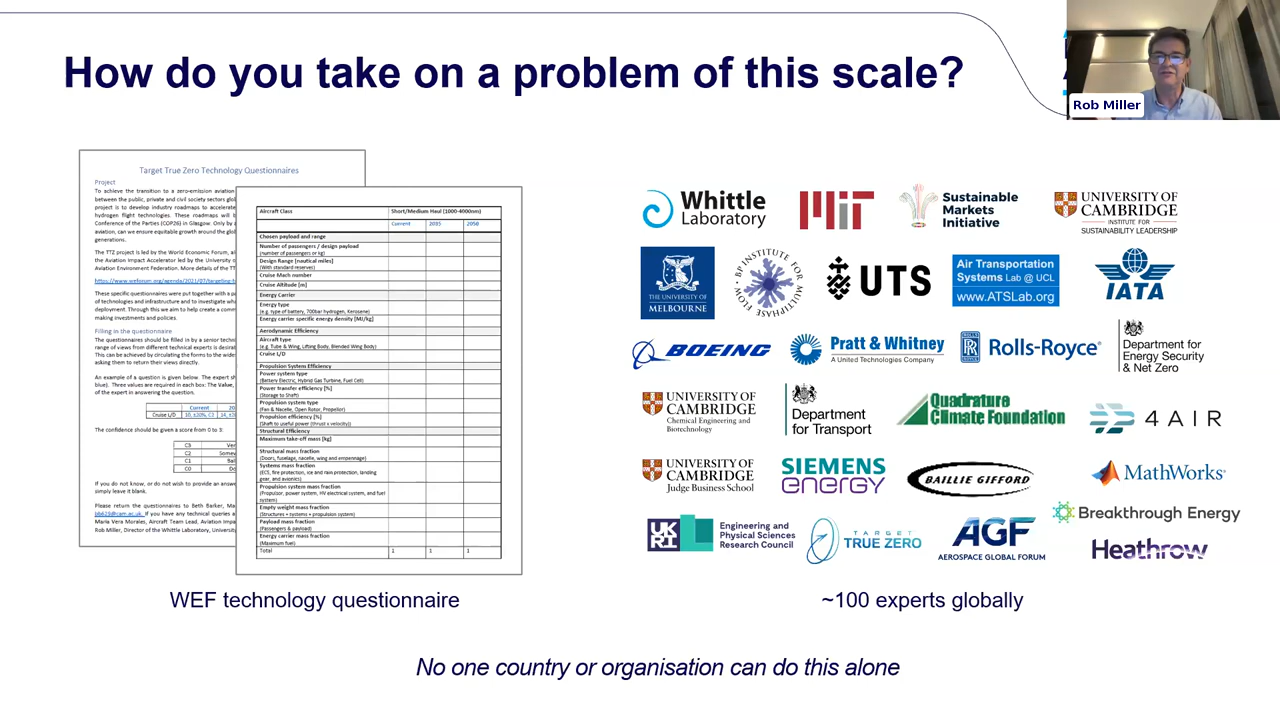 How do you take on a problem of this scale?
Rob Miller
Target True Zero Technology Questionnaires
Project
To achieve the transition to a zero-emission aviation
between the public, private and civil society sectors
project is to develop industry roadmaps to accelerate
hydrogen flight technologies. These roadmaps will
Conference of the Parties (COP26) in Glasgow. Only by
aviation, can we ensure equitable growth around the
generations.
The TTZ project is led by the World Economic Forum,
the Aviation Impact Accelerator led by the University
Aviation Environment Federation. More details of the
These specific questionnaires were put together
of technologies and infrastructure and to investigate
deployment. Through this we aim to help create a
making investments and policies.
Filling in the questionnaire
The questionnaires should be filled in by a senior
range of views from different technical experts is
This can be achieved by circulating the forms to the
asking them to return their views directly.
An example of a question is given below. The expert
blue). Three values are required in each box: The Value,
of the expert in answering the question.
Current
Cruise L/D
The confidence should be given a score from 0 to 3:
C3
C2
C1
C0
If you do not know, or do not wish to provide an
simply leave it blank.
Please return the questionnaires to Beth Barker,
If you have any technical queries
Maria Vera Morales, Aircraft Team Lead, Aviation
Rob Miller, Director of the Whittle Laboratory,
Aircraft Class Short/Medium Haul (1000-4000nm)
Current 2035 2050
Chosen payload and range
Number of passengers / design payload
(number of passengers or kg)
Design Range [nautical miles]
(With standard reserves)
Cruise Mach number
Cruise Altitude [m]
Energy Carrier
Energy type
(e.g. type of battery, 700bar hydrogen, Kerosene)
Energy carrier specific energy density [MJ/kg]
Aerodynamic Efficiency
Aircraft type
(e.g. Tube & Wing, Lifting Body, Blended Wing Body)
Cruise L/D
Propulsion System Efficiency
Power system type
(Battery Electric, Hybrid Gas Turbine, Fuel Cell)
Power transfer efficiency [%]
(Storage to Shaft)
Propulsion system type
(Fan & Nacelle, Open Rotor, Propellor)
Propulsion efficiency [%]
(Shaft to useful power (thrust x velocity))
Structural Efficiency
Maximum take-off mass [kg]
Structural mass fraction
(Doors, fuselage, nacelle, wing and empennage)
Systems mass fraction
(ECS, fire protection, ice and rain protection, landing
gear, and avionics)
Propulsion system mass fraction
(Propulsor, power system, HV electrical system, and fuel
system)
Empty weight mass fraction
(Structures + systems + propulsion system)
Payload mass fraction
(Passengers & payload)
Energy carrier mass fraction
(Maximum fuel)
Total 1 1 1
WEF technology questionnaire
Whittle
Laboratory
MIT
Sustainable
Markets
Initiative
UNIVERSITY OF
CAMBRIDGE
INSTITUTE FOR
SUSTAINABILITY LEADERSHIP
THE UNIVERSITY OF
MELBOURNE
BP INSTITUTE FOR MULTIPHASE FLOW
UTS
Air Transportation
Systems Lab @ UCL
www.ATSLab.org
IATA
BOEING
Pratt & Whitney
A United Technologies Company
Rolls-Royce
Department for
Energy Security
& Net Zero
UNIVERSITY OF
CAMBRIDGE
Chemical Engineering and
Biotechnology
Department
for Transport
Quadrature
Climate Foundation
4AIR
UNIVERSITY OF
CAMBRIDGE
Judge Business School
SIEMENS
energy
BAILLIE GIFFORD
MathWorks
Breakthrough Energy
UK
RI
Engineering and
Physical Sciences
Research Council
TARGET
TRUE ZERO
AGF
AEROSPACE GLOBAL FORUM
Heathrow
~100 experts globally
No one country or organisation can do this alone